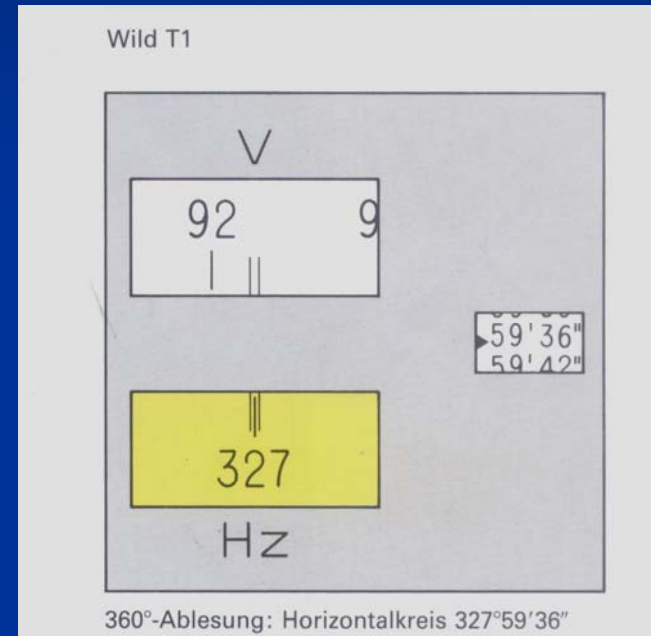 Wild T1
V
92 9
59'36"
59'42"
327
Hz
360°-Ablesung: Horizontalkreis 327°59'36"